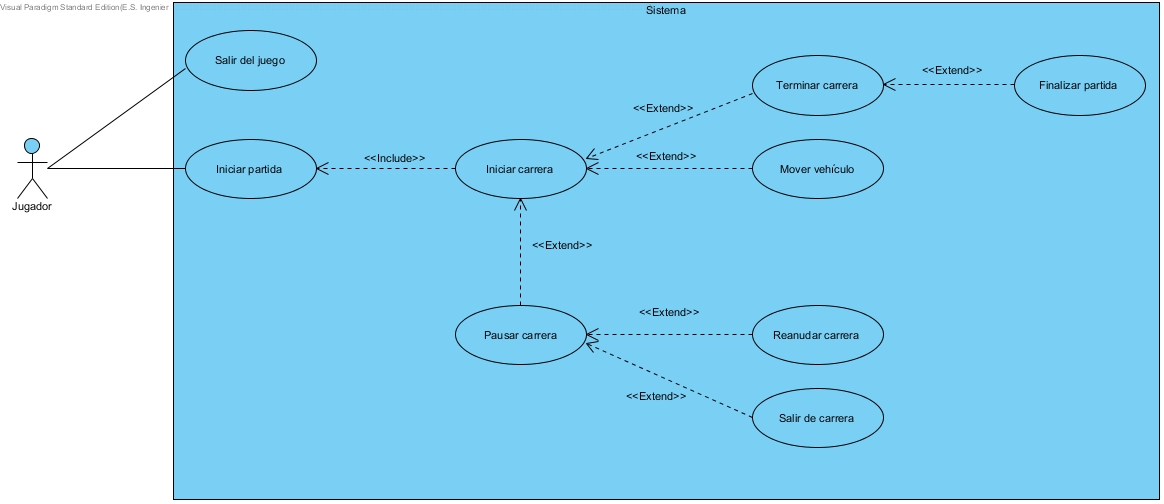 Visual Paradigm Standard Edition(E.S. Ingenier
Sistema
Salir del juego
Terminar carrera
<<Extend>>
Finalizar partida
<<Extend>>
Iniciar partida
<<Include>>
Iniciar carrera
<<Extend>>
Mover vehículo
Jugador
<<Extend>>
Pausar carrera
<<Extend>>
Reanudar carrera
<<Extend>>
Salir de carrera